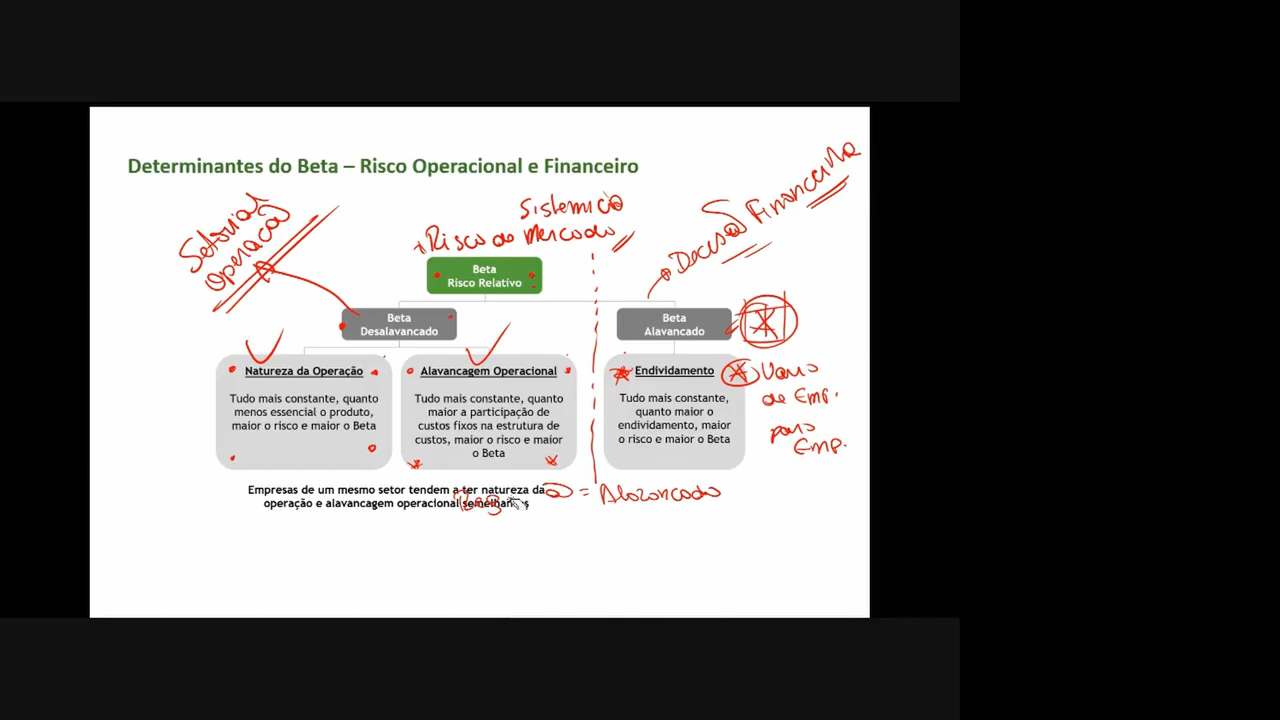 Determinantes do Beta – Risco Operacional e Financeiro
Setorial
Operacao
Sistemico
Risco de Mercado
Decisão Financeira
Beta
Risco Relativo
Beta
Desalavancado
Beta
Alavancado
Natureza da Operação
Tudo mais constante, quanto
menos essencial o produto,
maior o risco e maior o Beta
Alavancagem Operacional
Tudo mais constante, quanto
maior a participação de
custos fixos na estrutura de
custos, maior o risco e maior
o Beta
Endividamento
Tudo mais constante,
quanto maior o
endividamento, maior
o risco e maior o Beta
de Emp.
para
Emp.
Empresas de um mesmo setor tendem a ter natureza da
operação e alavancagem operacional semelhantes
= Alavancado